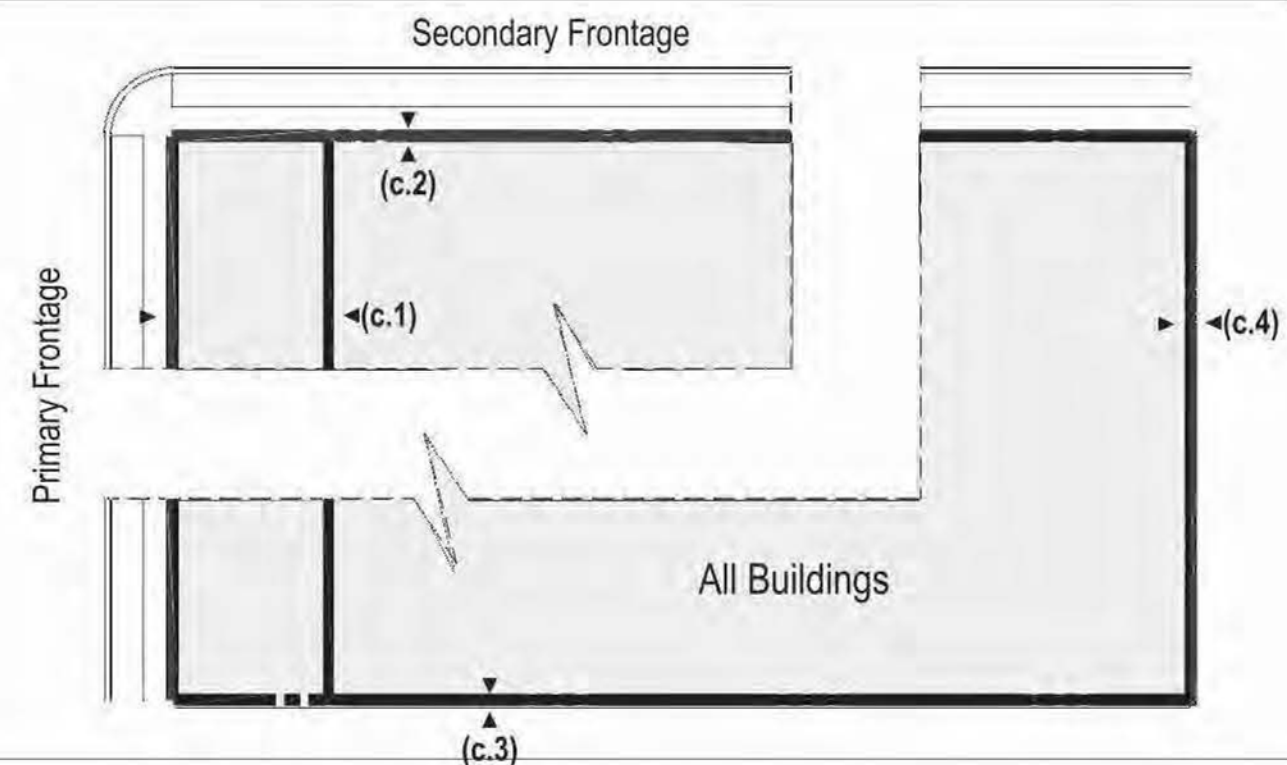 Secondary Frontage
(c.2)
Primary Frontage
(c.1)
(c.4)
All Buildings
(c.3)